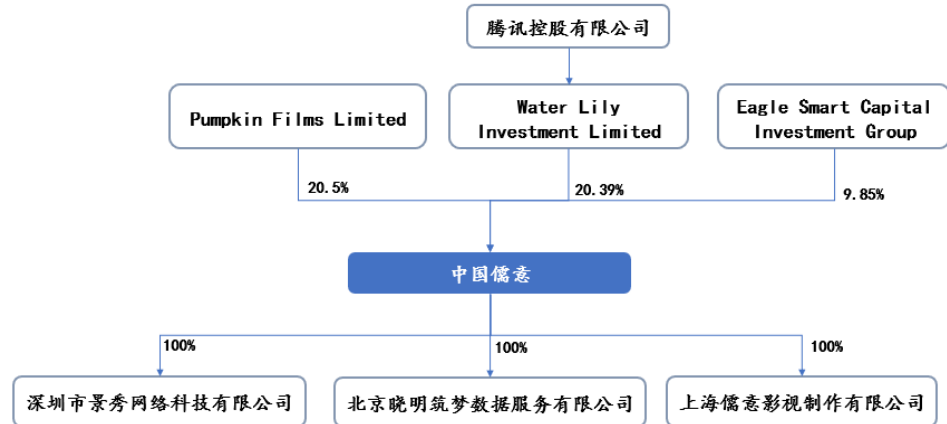 腾讯控股有限公司
Pumpkin Films Limited
Water Lily
Investment Limited
Eagle Smart Capital
Investment Group
20.5%
20.39%
9.85%
中国儒意
100%
100%
100%
深圳市景秀网络科技有限公司
北京晓明筑梦数据服务有限公司
上海儒意影视制作有限公司